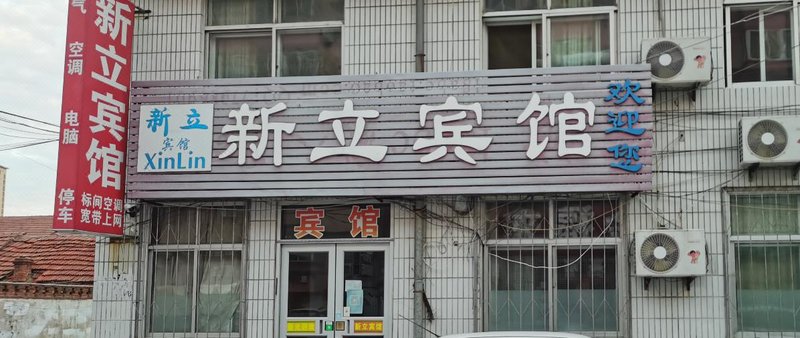 气 空调 电脑 停车
新立宾馆
标间空调
宽带上网
新立
宾馆
XinLin
新立宾馆
欢迎您
宾馆
新立宾馆